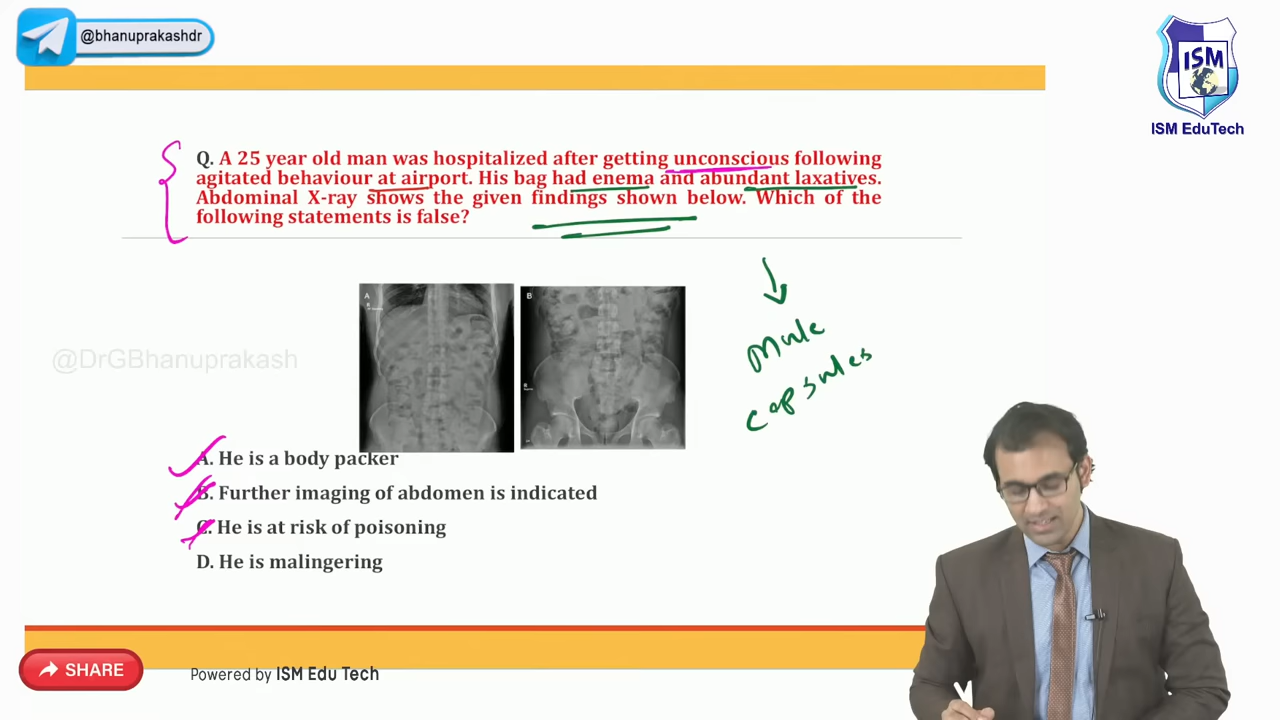 @bhanuprakashdr
ISM
ISM EduTech
Q. A 25 year old man was hospitalized after getting unconscious following
agitated behaviour at airport. His bag had enema and abundant laxatives.
Abdominal X-ray shows the given findings shown below. Which of the
following statements is false?
A
B
Mule
capsules
@DrGBhanuprakash
A. He is a body packer
B. Further imaging of abdomen is indicated
C. He is at risk of poisoning
D. He is malingering
SHARE
Powered by ISM Edu Tech